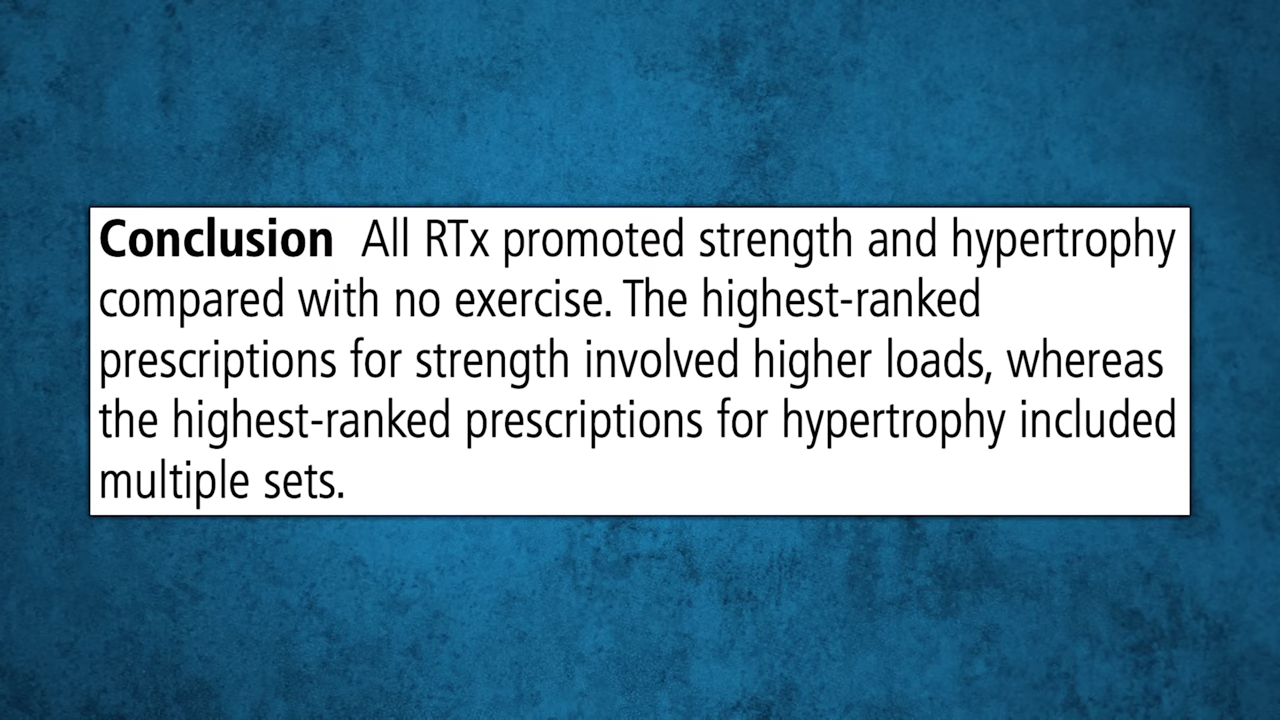 Conclusion All RTx promoted strength and hypertrophy
compared with no exercise. The highest-ranked
prescriptions for strength involved higher loads, whereas
the highest-ranked prescriptions for hypertrophy included
multiple sets.